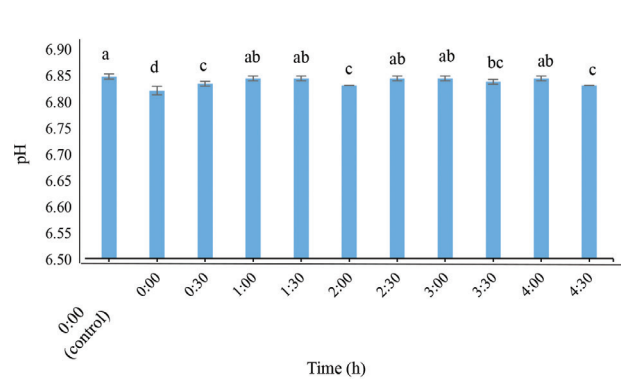 6.90
6.85
6.80
6.75
6.70
6.65
6.60
6.55
6.50
pH
a
d
c
ab
ab
c
ab
ab
bc
ab
c
0:00
(control)
0:00
0:30
1:00
1:30
2:00
2:30
3:00
3:30
4:00
4:30
Time (h)